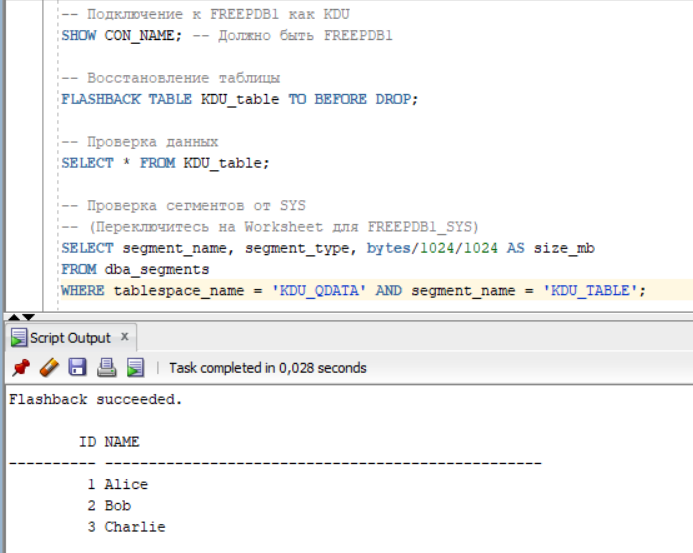 -- Подключение к FREEPDB1 как KDU
SHOW CON_NAME; -- Должно быть FREEPDB1
-- Восстановление таблицы
FLASHBACK TABLE KDU_table TO BEFORE DROP;
-- Проверка данных
SELECT * FROM KDU_table;
-- Проверка сегментов от SYS
-- (Переключитесь на Worksheet для FREEPDB1_SYS)
SELECT segment_name, segment_type, bytes/1024/1024 AS size_mb
FROM dba_segments
WHERE tablespace_name = 'KDU_QDATA' AND segment_name = 'KDU_TABLE';
Script Output x
Task completed in 0,028 seconds
Flashback succeeded.
ID NAME
---------- --------------------------------------------------
1 Alice
2 Bob
3 Charlie